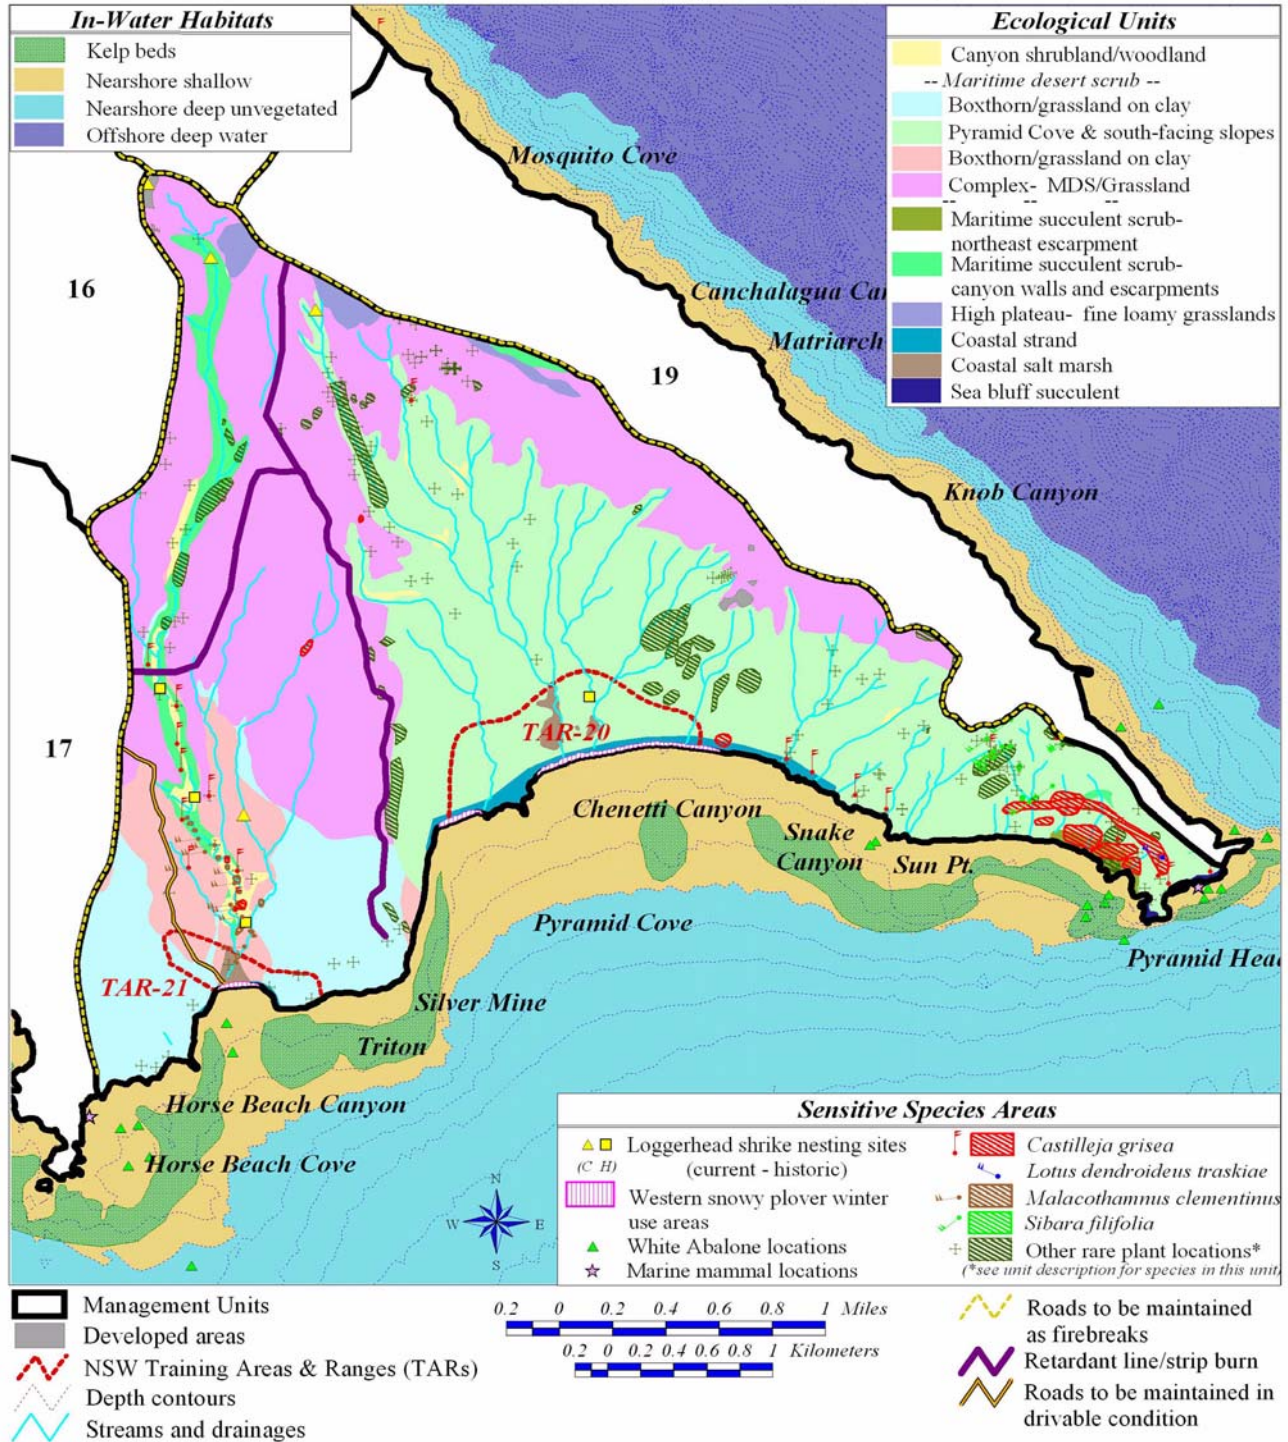 In-Water Habitats
Kelp beds
Nearshore shallow
Nearshore deep unvegetated
Offshore deep water
Ecological Units
Canyon shrubland/woodland
-- Maritime desert scrub --
Boxthorn/grassland on clay
Pyramid Cove & south-facing slopes
Boxthorn/grassland on clay
Complex- MDS/Grassland
-- -- --
Maritime succulent scrub-
northeast escarpment
Maritime succulent scrub-
canyon walls and escarpments
High plateau- fine loamy grasslands
Coastal strand
Coastal salt marsh
Sea bluff succulent
Mosquito Cove
16
Canchalagua Can
Matriarch
19
Knob Canyon
17
TAR-20
Chenetti Canyon
Snake
Canyon
Sun Pt.
Pyramid Cove
Pyramid Head
TAR-21
Silver Mine
Triton
Horse Beach Canyon
Horse Beach Cove
N
W E
S
Sensitive Species Areas
Loggerhead shrike nesting sites
(C H) (current - historic)
Western snowy plover winter
use areas
White Abalone locations
Marine mammal locations
Castilleja grisea
Lotus dendroideus traskiae
Malacothamnus clementinus
Sibara filifolia
Other rare plant locations*
(*see unit description for species in this unit)
Management Units
Developed areas
NSW Training Areas & Ranges (TARs)
Depth contours
Streams and drainages
0.2 0 0.2 0.4 0.6 0.8 1 Miles
0.2 0 0.2 0.4 0.6 0.8 1 Kilometers
Roads to be maintained
as firebreaks
Retardant line/strip burn
Roads to be maintained in
drivable condition